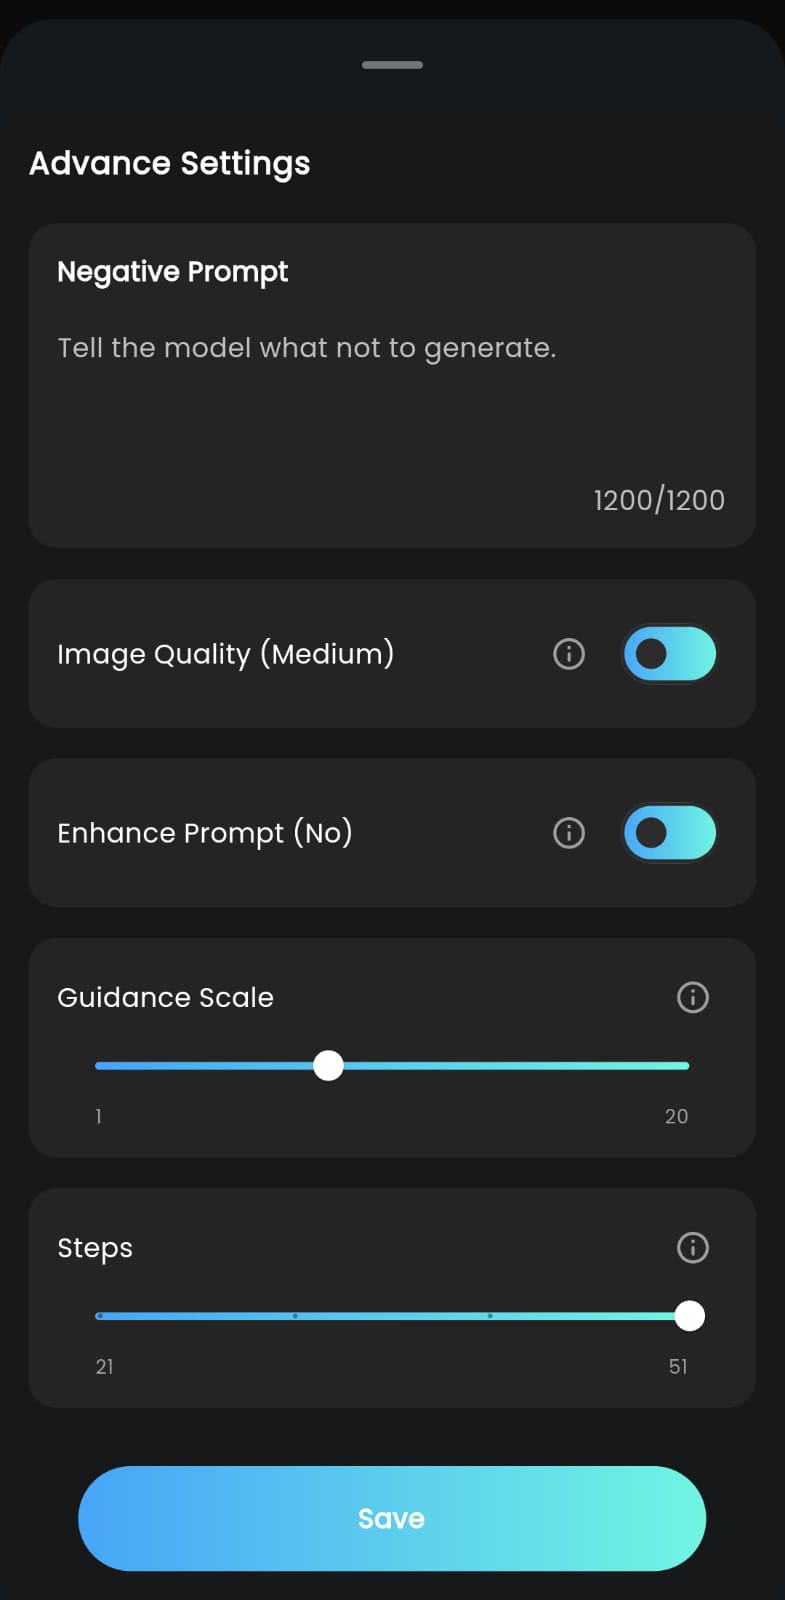 Advance Settings
Negative Prompt
Tell the model what not to generate.
1200/1200
Image Quality (Medium)
Enhance Prompt (No)
Guidance Scale
1 20
Steps
21 51
Save